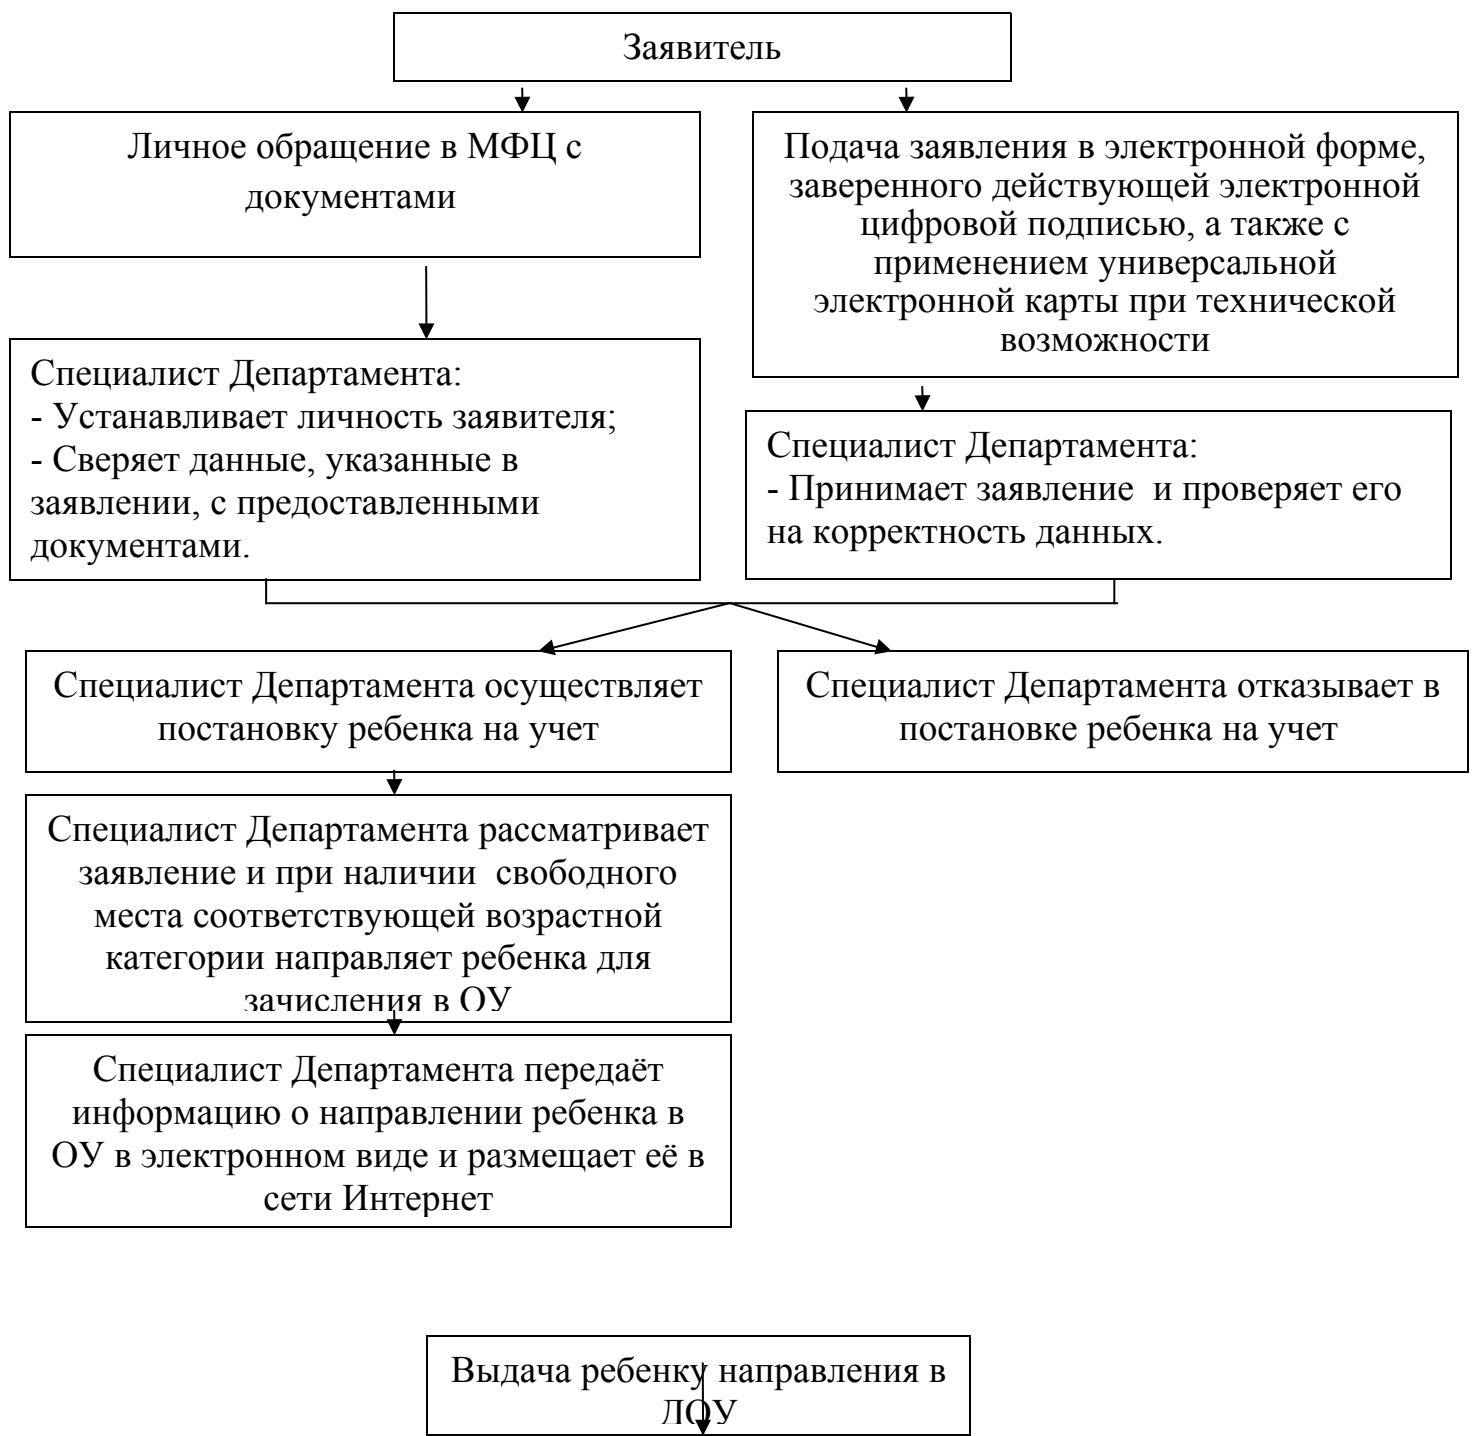 Заявитель
Личное обращение в МФЦ с
документами
Подача заявления в электронной форме,
заверенного действующей электронной
цифровой подписью, а также с
применением универсальной
электронной карты при технической
возможности
Специалист Департамента:
- Устанавливает личность заявителя;
- Сверяет данные, указанные в
заявлении, с предоставленными
документами.
Специалист Департамента:
- Принимает заявление  и проверяет его
на корректность данных.
Специалист Департамента осуществляет
постановку ребенка на учет
Специалист Департамента отказывает в
постановке ребенка на учет
Специалист Департамента рассматривает
заявление и при наличии  свободного
места соответствующей возрастной
категории направляет ребенка для
зачисления в ОУ
Специалист Департамента передаёт
информацию о направлении ребенка в
ОУ в электронном виде и размещает её в
сети Интернет
Выдача ребенку направления в
ДОУ